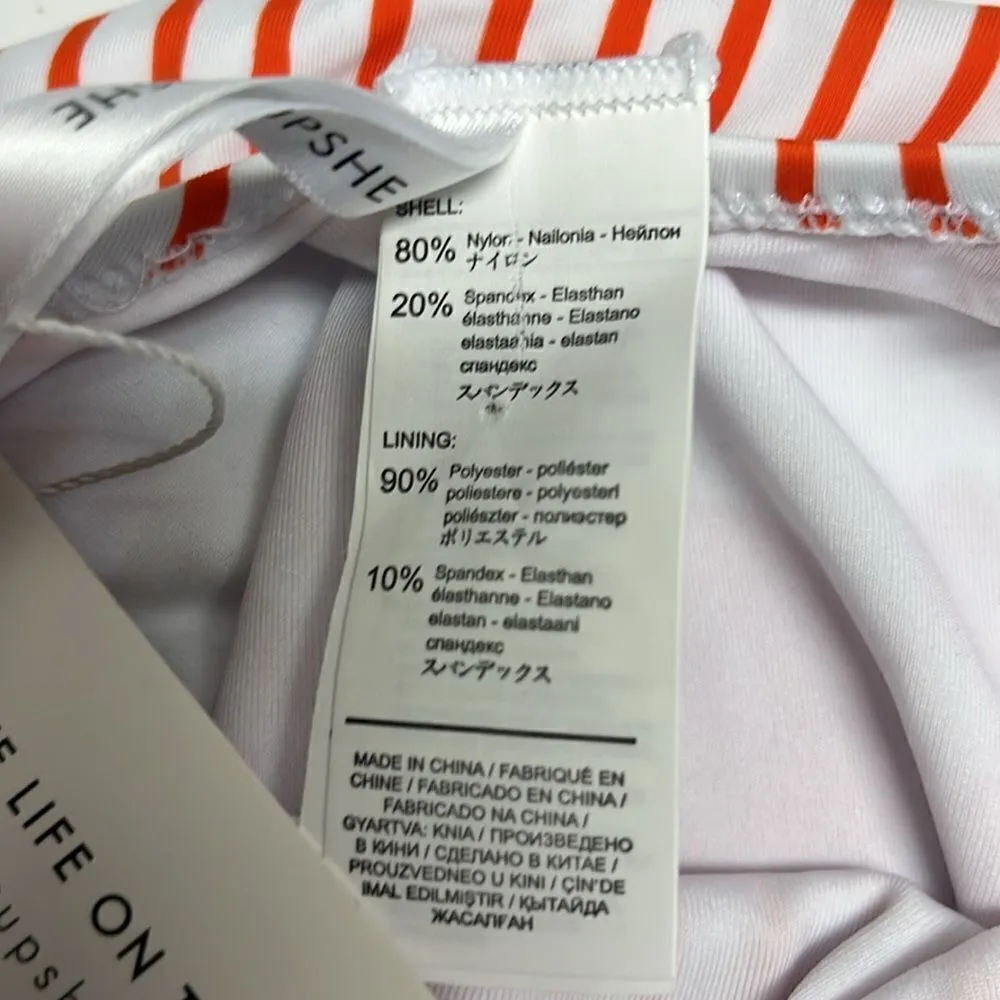 UPSHE
SHELL:
80% Nylon - Nailonia - Нейлон
ナイロン
20% Spandex - Elasthan
élasthanne - Elastano
elastaania - elastan
спандекс
スパンデックス
LINING:
90% Polyester - poliéster
poliestere - polyesteri
poliészter - полиэстер
ポリエステル
10% Spandex - Elasthan
élasthanne - Elastano
elastan - elastaani
спандекс
スパンデックス
MADE IN CHINA / FABRIQUÉ EN
CHINE / FABRICADO EN CHINA /
FABRICADO NA CHINA /
GYARTVA: KNIA / ПРОИЗВЕДЕНО
В КИНИ / СДЕЛАНО В КИТАЕ /
PROUZVEDNEO U KINI / ÇİN'DE
IMAL EDILMIŞTIR / ҚЫТАЙДА
ЖАСАЛҒАН
LIFE ON
upsh